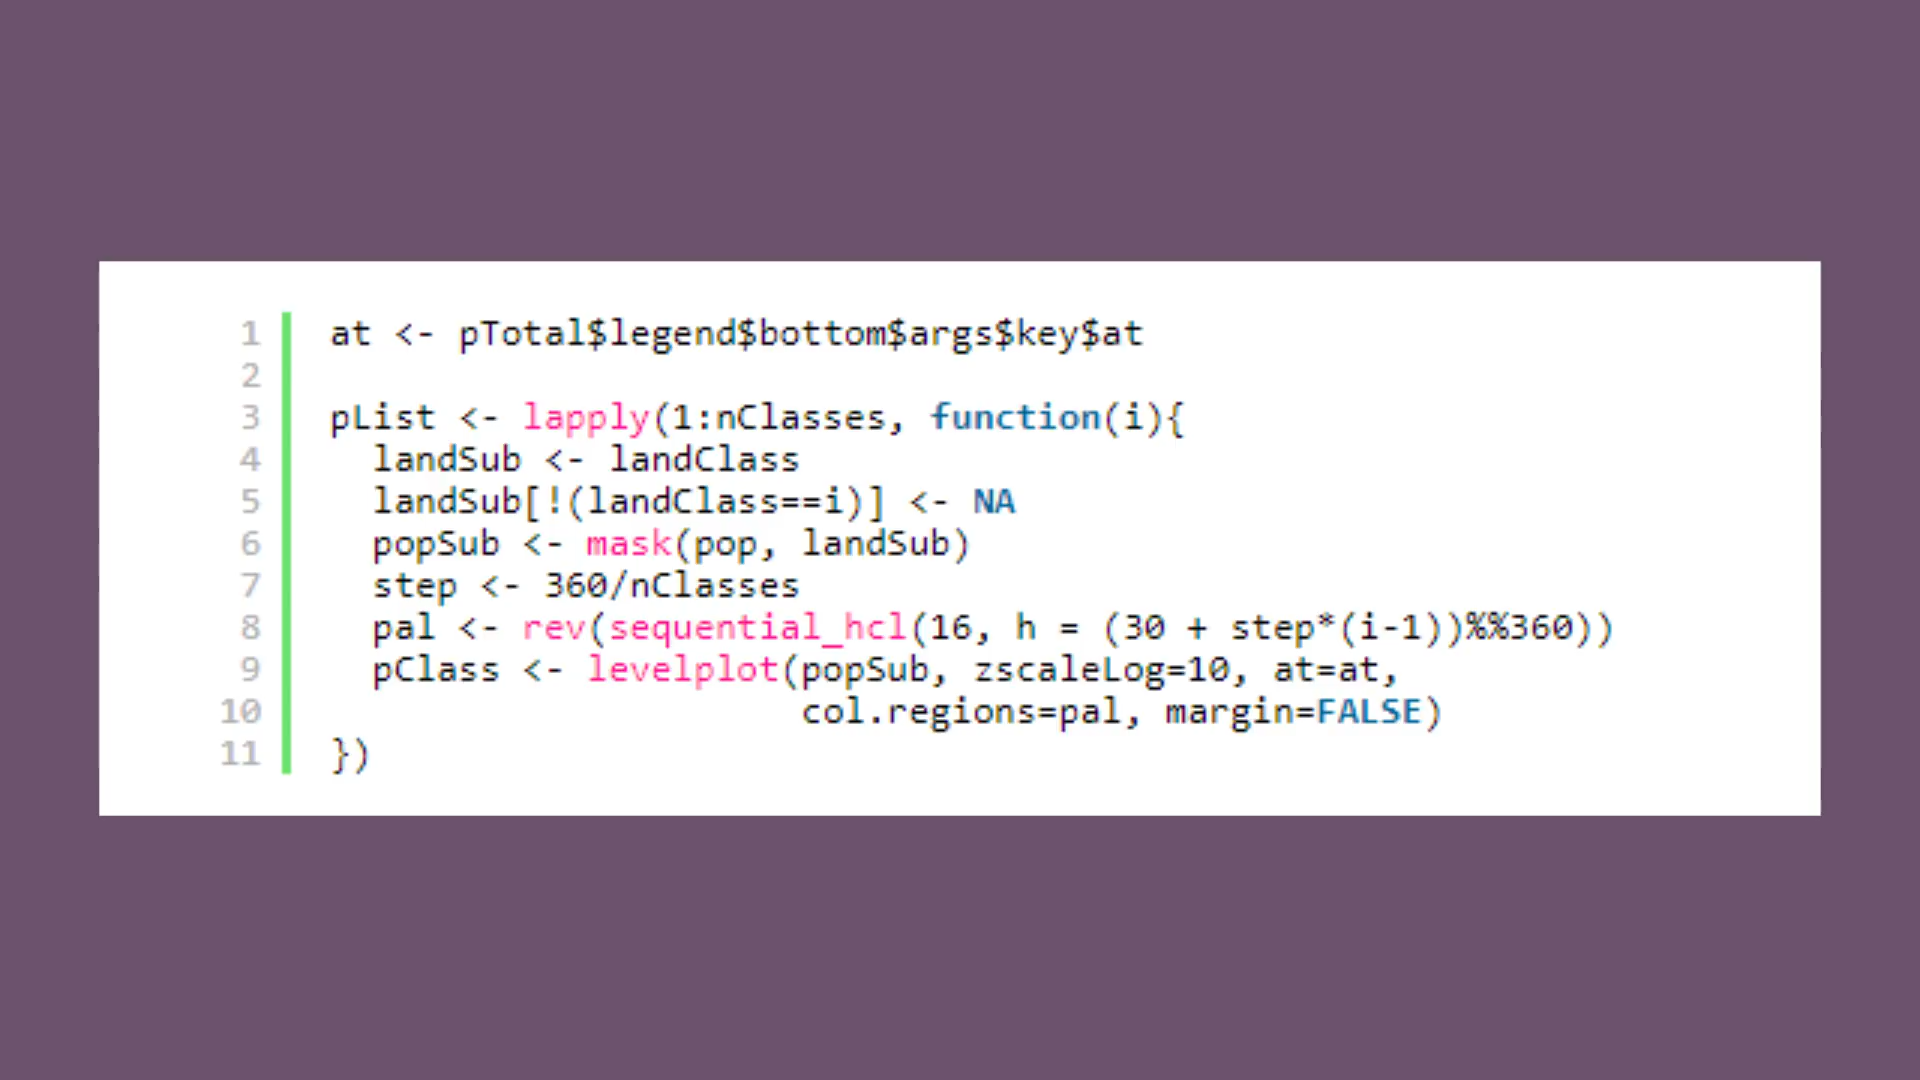 1 at <- pTotal$legend$bottom$args$key$at
2
3 pList <- lapply(1:nClasses, function(i){
4   landSub <- landClass
5   landSub[!(landClass==i)] <- NA
6   popSub <- mask(pop, landSub)
7   step <- 360/nClasses
8   pal <- rev(sequential_hcl(16, h = (30 + step*(i-1))%%360))
9   pClass <- levelplot(popSub, zscaleLog=10, at=at,
10                       col.regions=pal, margin=FALSE)
11 })